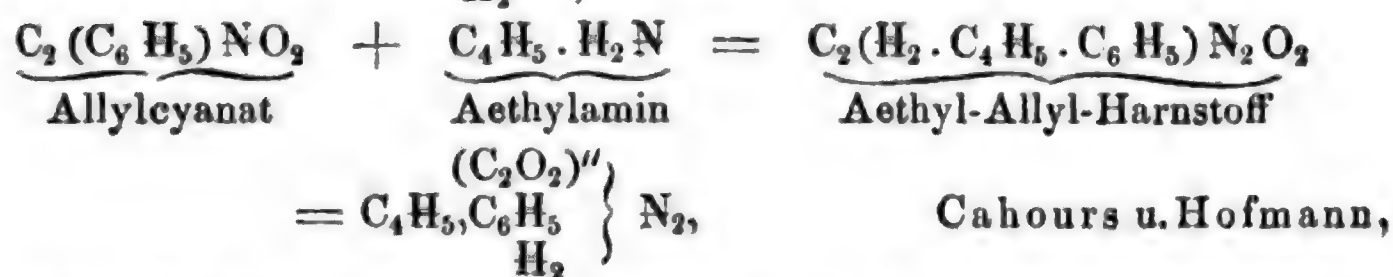 C₂(C₆H₅)NO₂ + C₄H₅.H₂N = C₂(H₂.C₄H₅.C₆H₅)N₂O₂
Allylcyanat Aethylamin Aethyl-Allyl-Harnstoff
(C₂O₂)″
= C₄H₅,C₆H₅ } N₂, Cahours u. Hofmann,
H₂